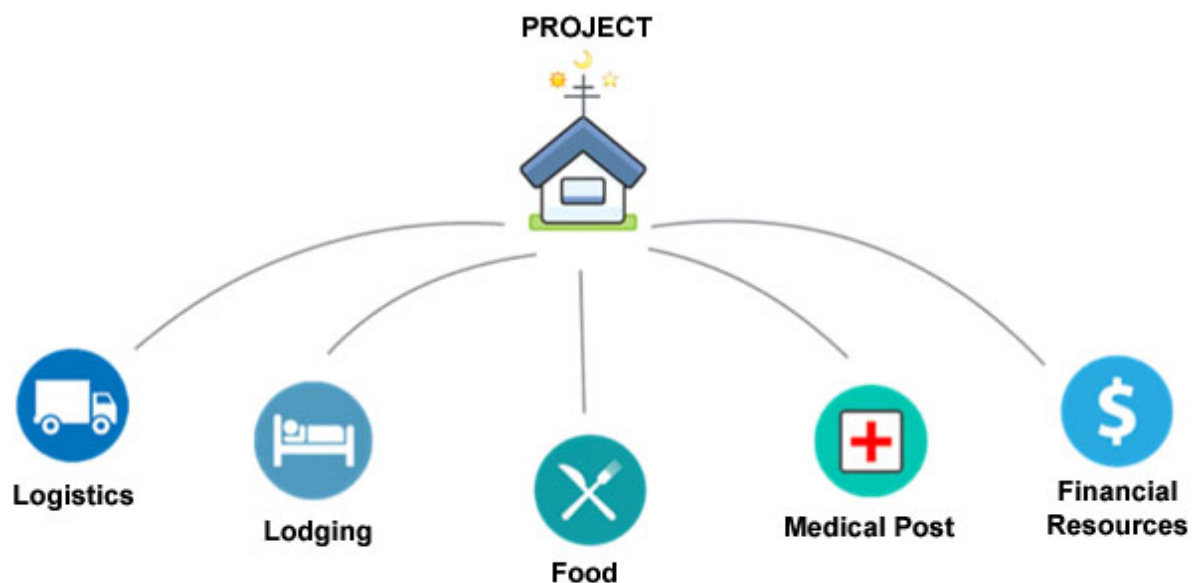 PROJECT
Logistics
Lodging
Food
Medical Post
Financial
Resources
$